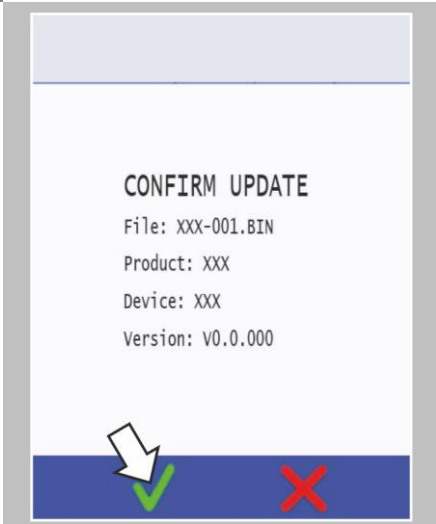 CONFIRM UPDATE
File: XXX-001.BIN
Product: XXX
Device: XXX
Version: V0.0.000